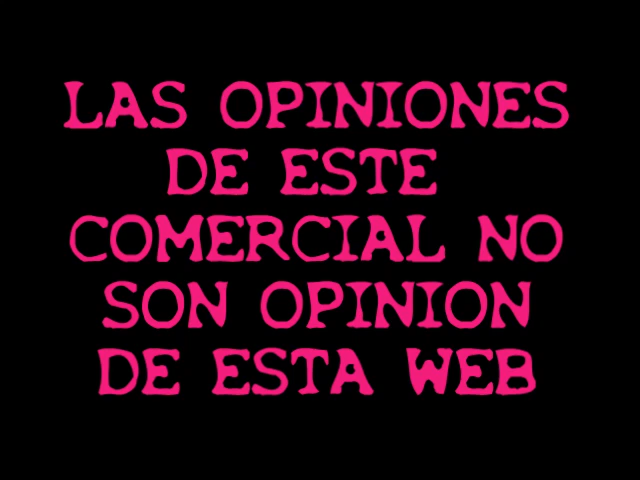 LAS OPINIONES
DE ESTE
COMERCIAL NO
SON OPINION
DE ESTA WEB